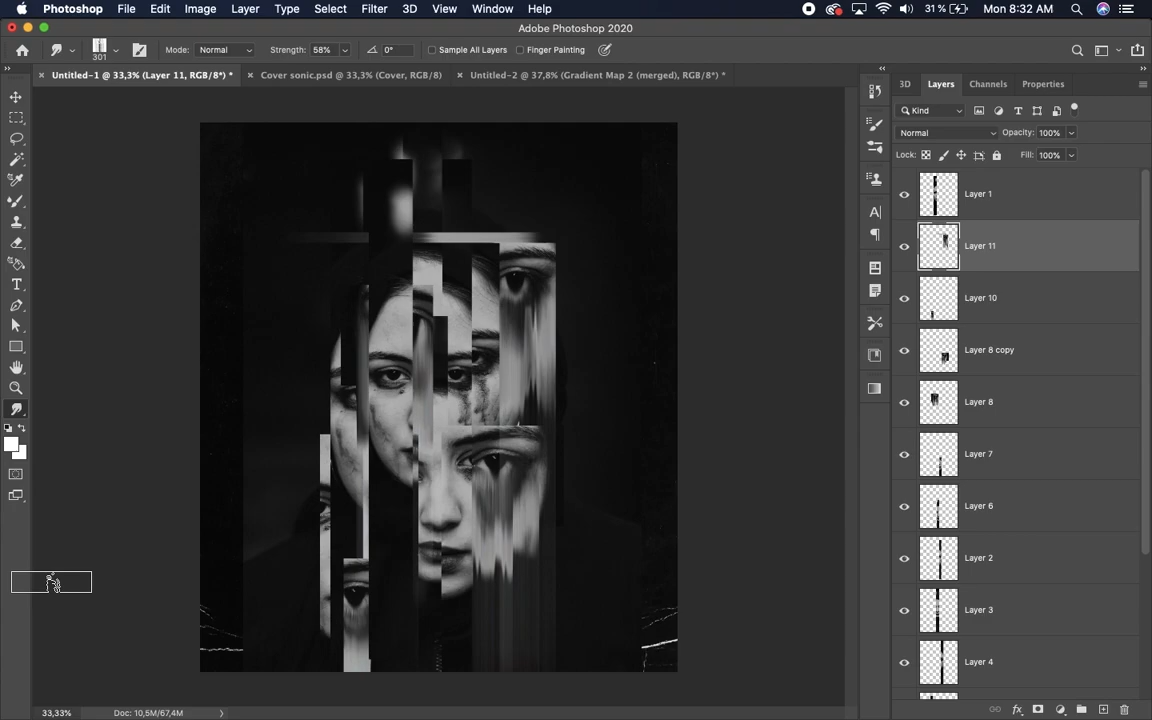 Photoshop File Edit Image Layer Type Select Filter 3D View Window Help 31 % Mon 8:32 AM
Adobe Photoshop 2020
301 Mode: Normal Strength: 58% 0° Sample All Layers Finger Painting
Untitled-1 @ 33,3% (Layer 11, RGB/8*) * Cover sonic.psd @ 33,3% (Cover, RGB/8) Untitled-2 @ 37,8% (Gradient Map 2 (merged), RGB/8*) *
3D Layers Channels Properties
Kind
Normal Opacity: 100%
Lock: Fill: 100%
Layer 1
Layer 11
Layer 10
Layer 8 copy
Layer 8
Layer 7
Layer 6
Layer 2
Layer 3
Layer 4
33,33% Doc: 10,5M/67,4M